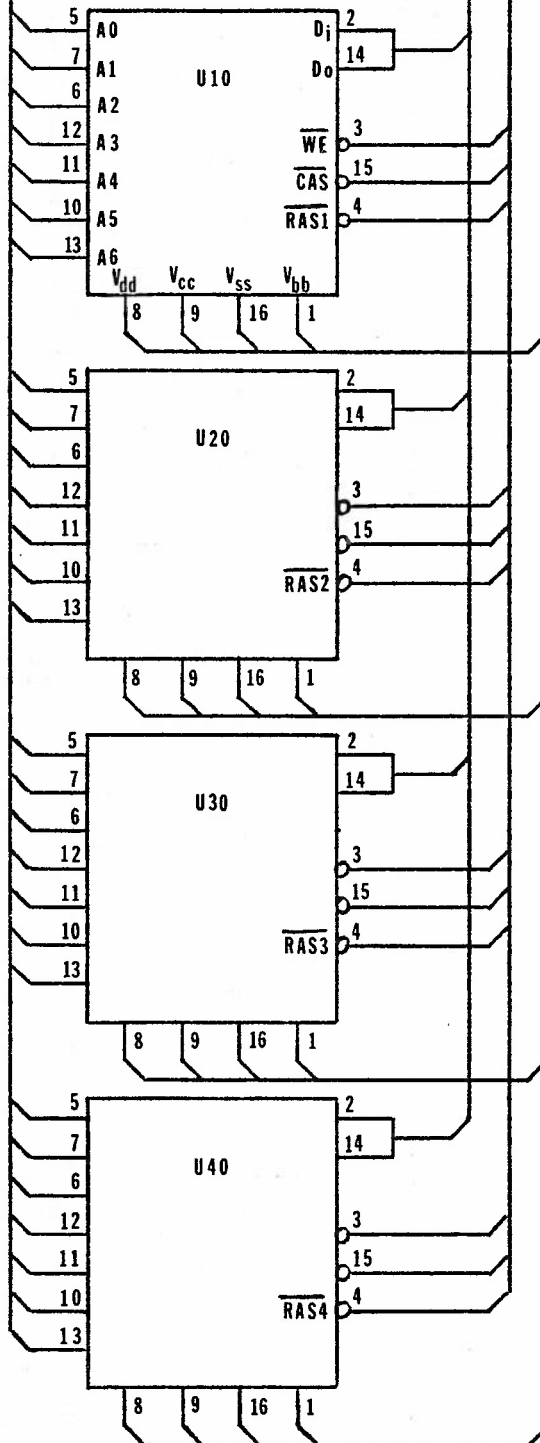 5 A0 Di 2
7 A1 U10 Do 14
6 A2
12 A3 WE 3
11 A4 CAS 15
10 A5 RAS1 4
13 A6
Vdd Vcc Vss Vbb
8 9 16 1
5 2
7 14
U20
6
12 3
11 15
10 RAS2 4
13
8 9 16 1
5 2
7 14
U30
6
12 3
11 15
10 RAS3 4
13
8 9 16 1
5 2
7 14
U40
6
12 3
11 15
10 RAS4 4
13
8 9 16 1